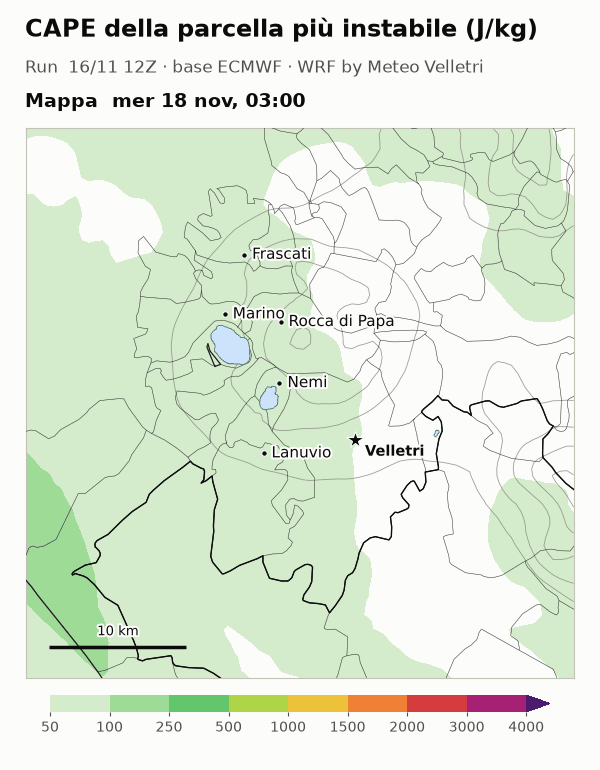 CAPE della parcella più instabile (J/kg)
Run  16/11 12Z · base ECMWF · WRF by Meteo Velletri
Mappa  mer 18 nov, 03:00
Frascati
Marino
Rocca di Papa
Nemi
Velletri
Lanuvio
10 km
50 100 250 500 1000 1500 2000 3000 4000